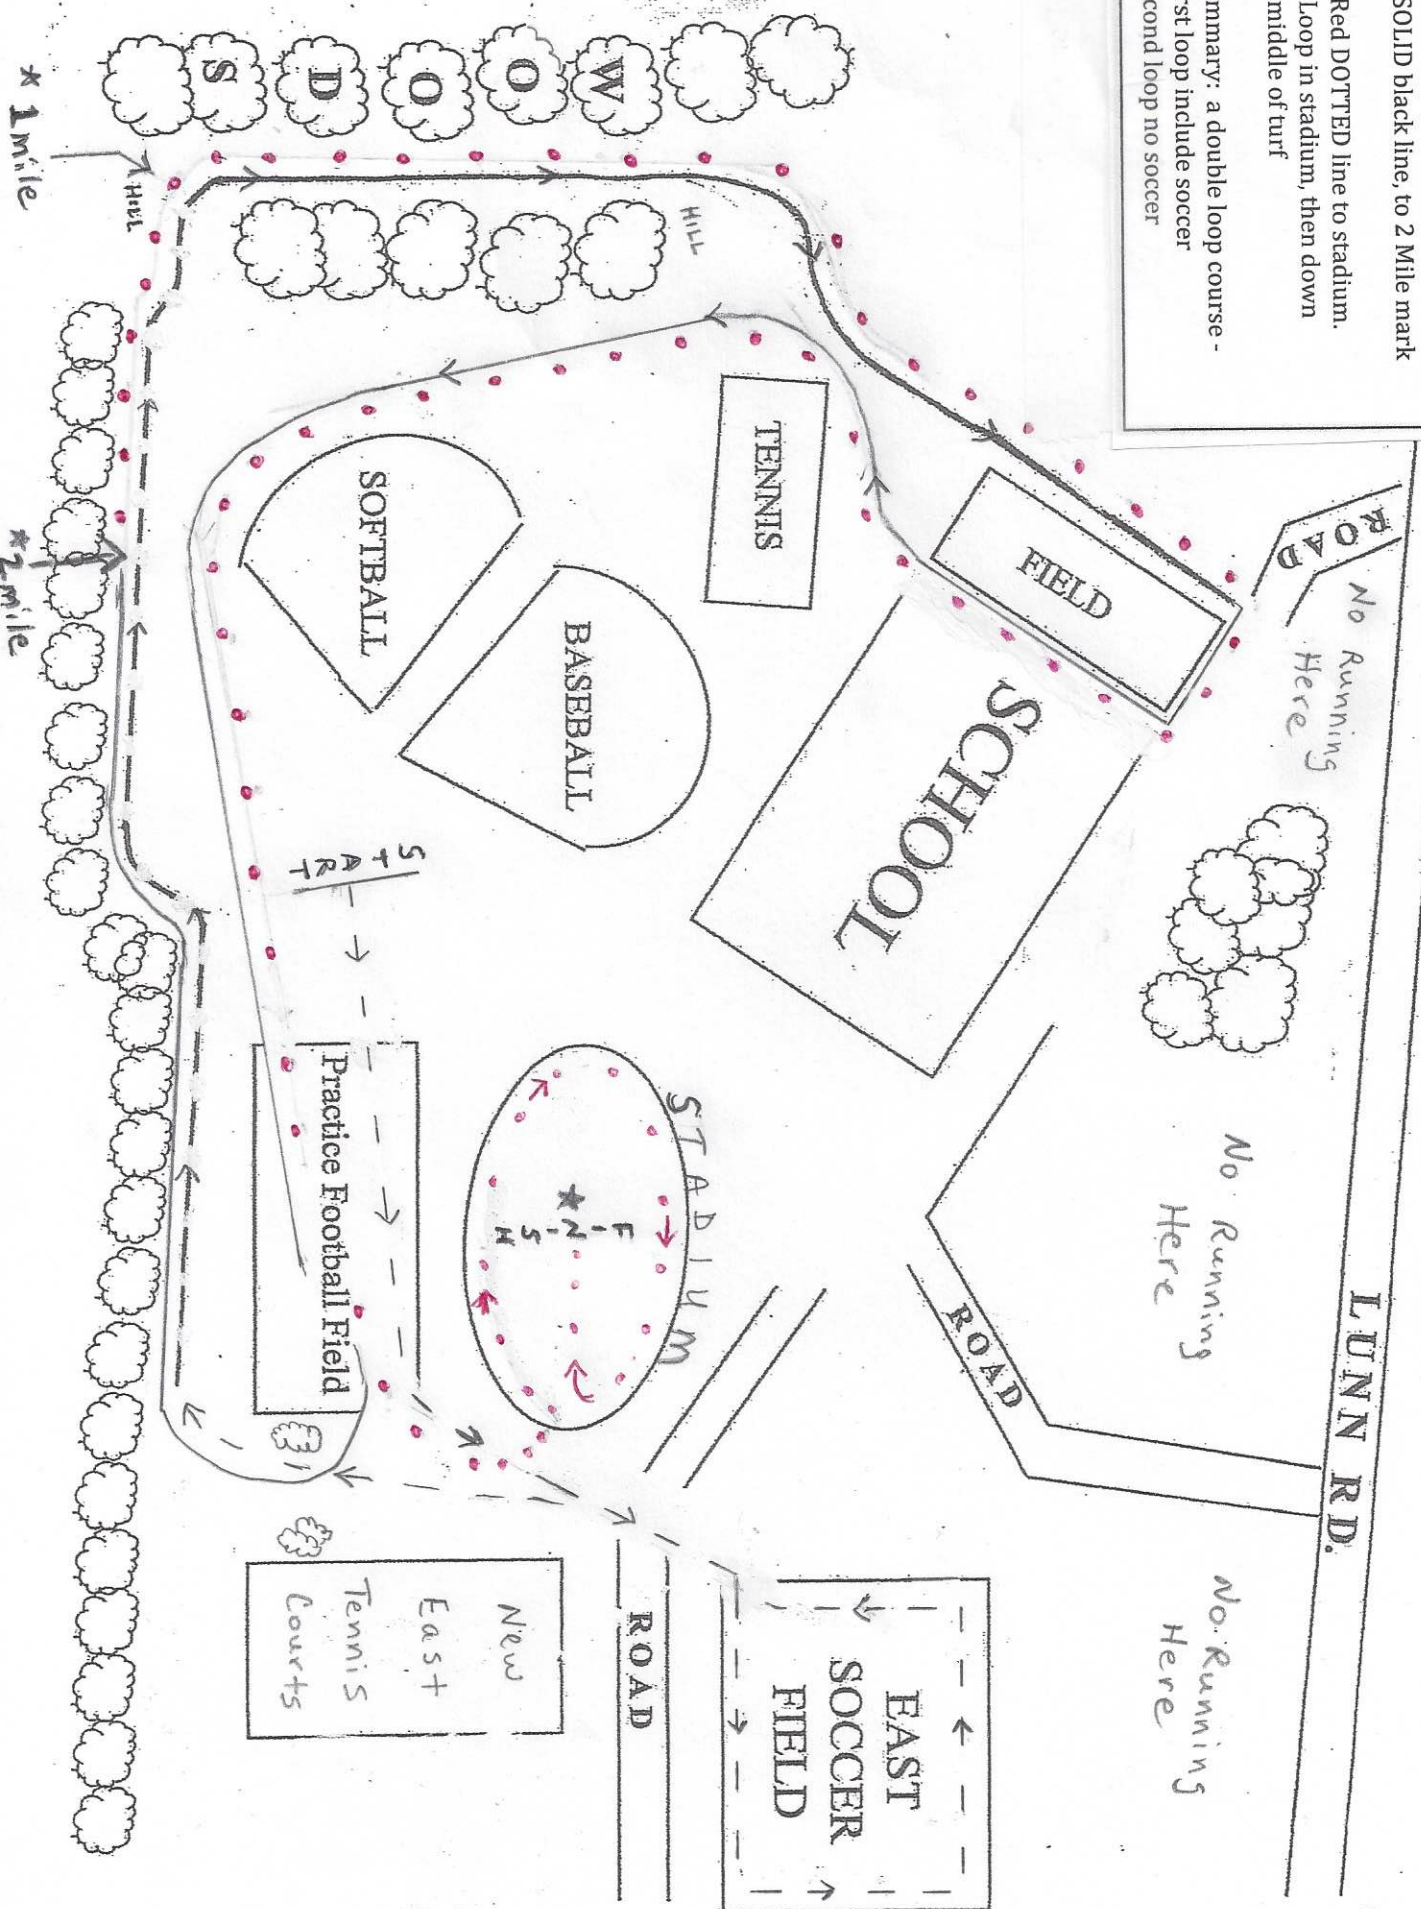 SOLID black line, to 2 Mile mark
Red DOTTED line to stadium.
Loop in stadium, then down
middle of turf
mmary: a double loop course -
rst loop include soccer
cond loop no soccer
WOODS
HILL
HILL
* 1 mile
* 2 mile
TENNIS
SOFTBALL
BASEBALL
FIELD
SCHOOL
ROAD
No Running
Here
LUNN RD.
No Running
Here
No Running
Here
ROAD
START
Practice Football Field
STADIUM
F-N-S-H
ROAD
EAST
SOCCER
FIELD
New
East
Tennis
Courts